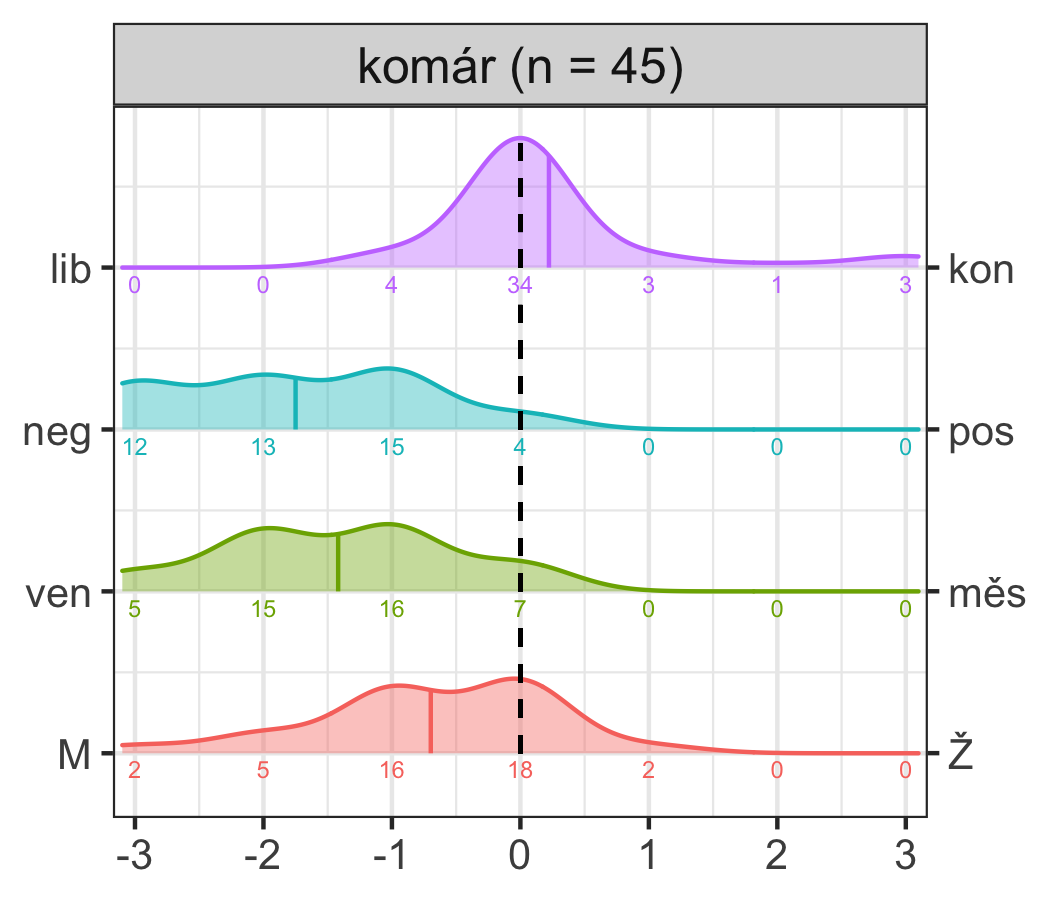 komár (n = 45)
lib kon
0 0 4 34 3 1 3
neg pos
12 13 15 4 0 0 0
ven měs
5 15 16 7 0 0 0
M Ž
2 5 16 18 2 0 0
-3 -2 -1 0 1 2 3